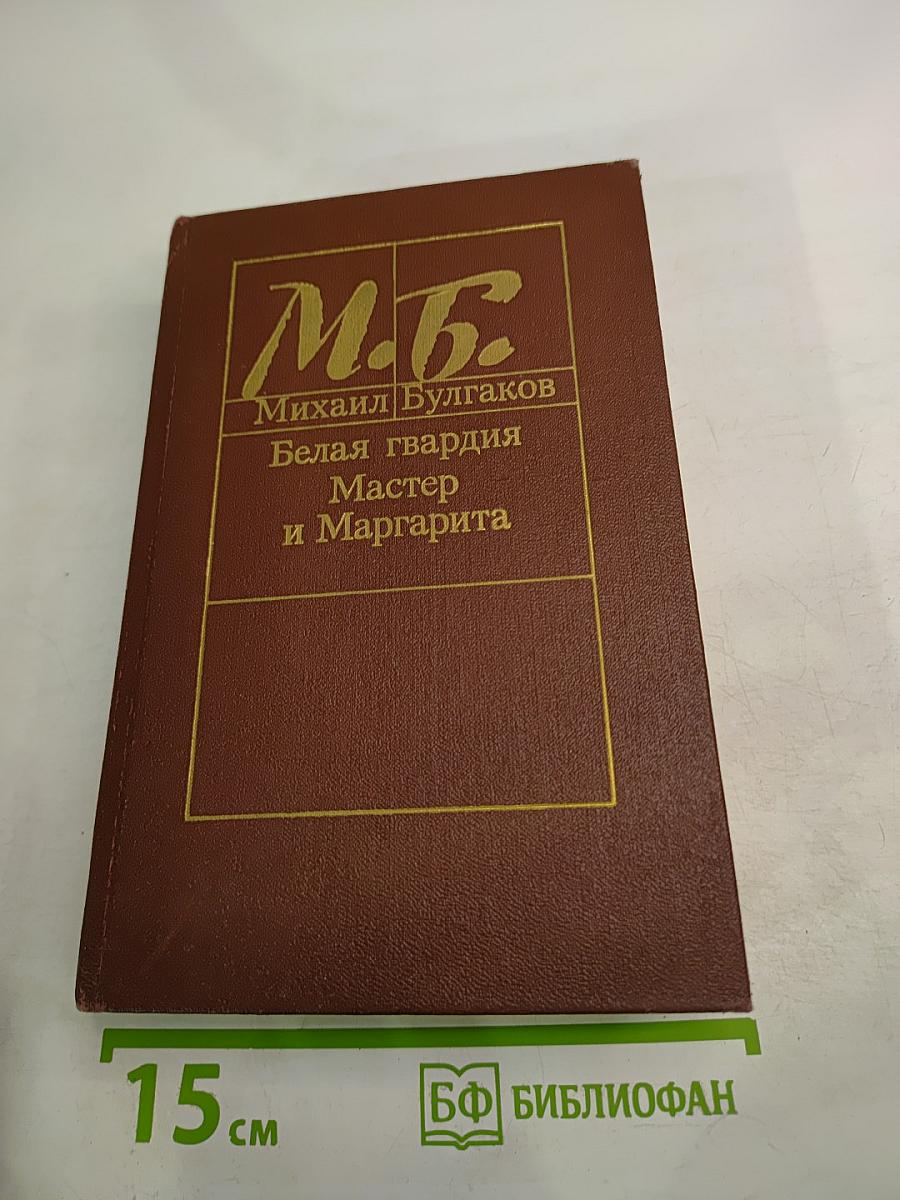 М.Б.
Михаил Булгаков
Белая гвардия
Мастер
и Маргарита
15 см
БФ БИБЛИОФАН